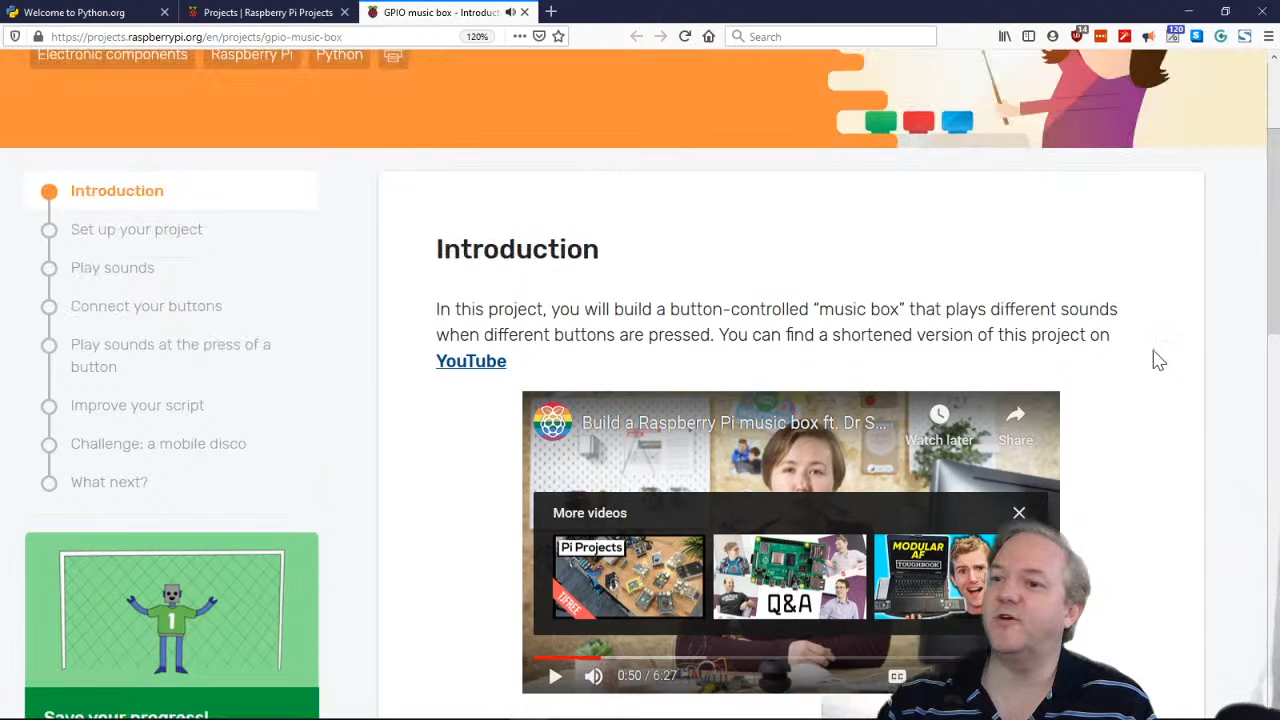 Welcome to Python.org
Projects | Raspberry Pi Projects
GPIO music box - Introduct
https://projects.raspberrypi.org/en/projects/gpio-music-box
120%
Search
14
120
Electronic components
Raspberry Pi
Python
Introduction
Set up your project
Play sounds
Connect your buttons
Play sounds at the press of a
button
Improve your script
Challenge: a mobile disco
What next?
1
Save your progress!
Introduction
In this project, you will build a button-controlled “music box” that plays different sounds
when different buttons are pressed. You can find a shortened version of this project on
YouTube
Build a Raspberry Pi music box ft. Dr S...
Watch later
Share
More videos
Pi Projects
Q&A
MODULAR
AF
TOUGHBOOK
0:50 / 6:27
CC